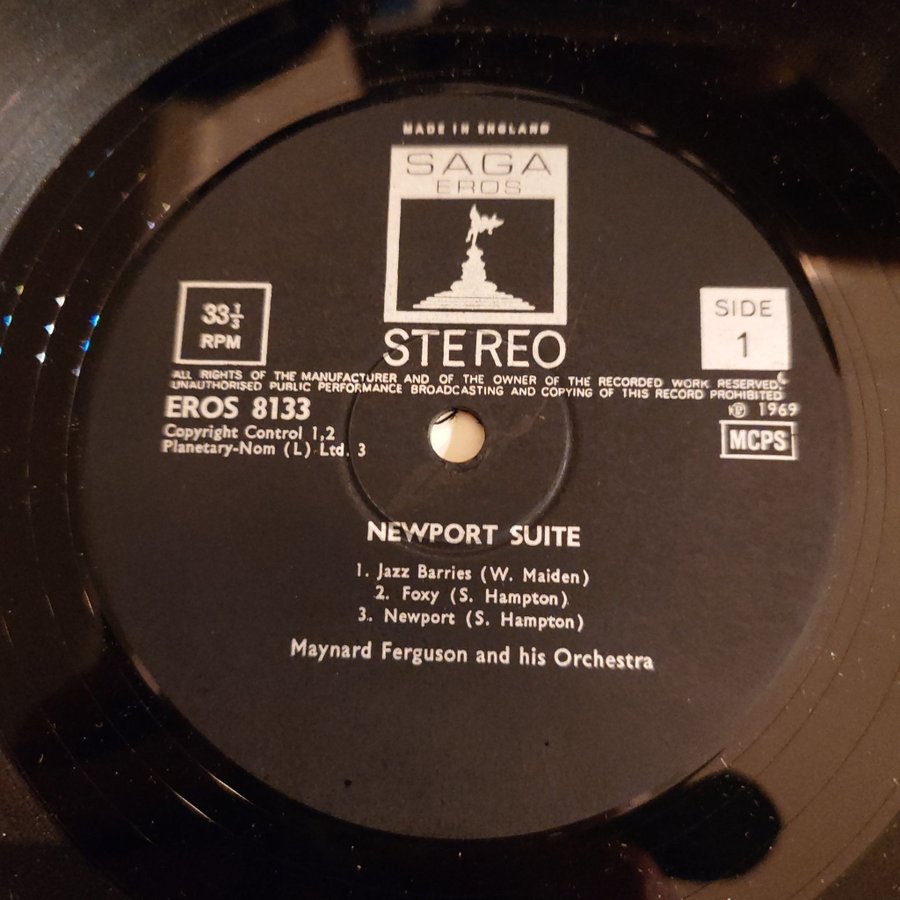 MADE IN ENGLAND
SAGA
EROS
33 1/3
RPM
STEREO
SIDE
1
ALL RIGHTS OF THE MANUFACTURER AND OF THE OWNER OF THE RECORDED WORK RESERVED.
UNAUTHORISED PUBLIC PERFORMANCE BROADCASTING AND COPYING OF THIS RECORD PROHIBITED
EROS 8133
℗ 1969
Copyright Control 1,2
MCPS
Planetary-Nom (L) Ltd. 3
NEWPORT SUITE
1. Jazz Barries (W. Maiden)
2. Foxy (S. Hampton)
3. Newport (S. Hampton)
Maynard Ferguson and his Orchestra